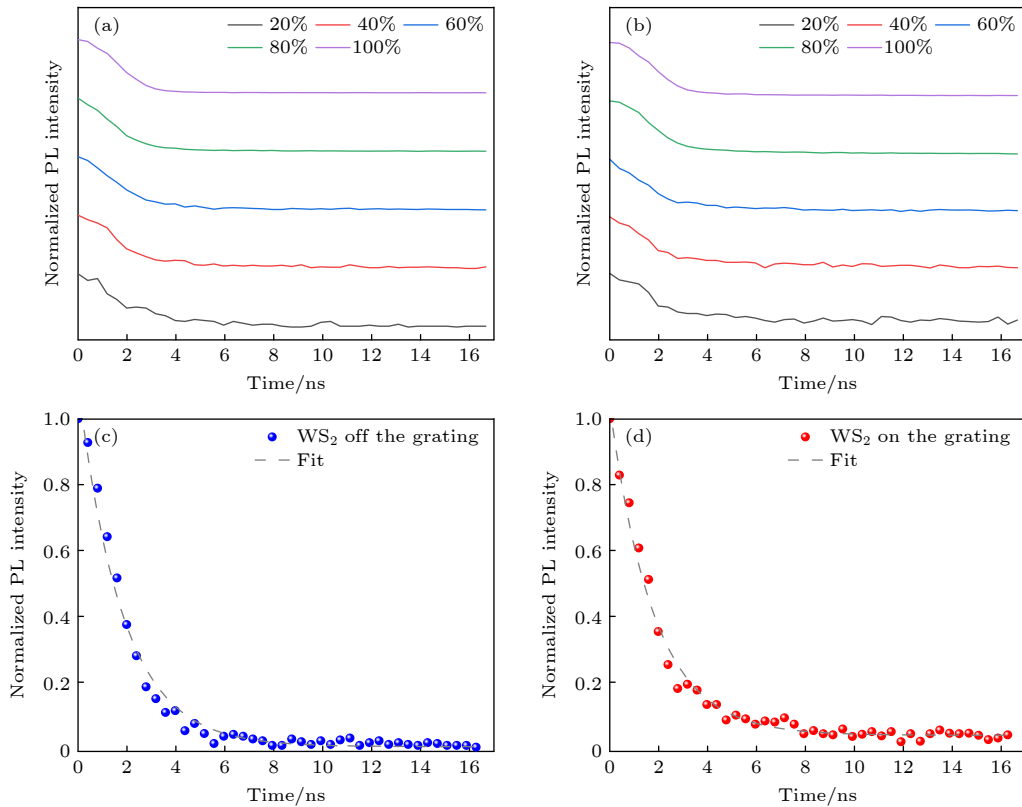 (a) 20% 40% 60%
80% 100%
Normalized PL intensity
0 2 4 6 8 10 12 14 16
Time/ns
(b) 20% 40% 60%
80% 100%
Normalized PL intensity
0 2 4 6 8 10 12 14 16
Time/ns
(c) WS₂ off the grating
Fit
Normalized PL intensity
1.0
0.8
0.6
0.4
0.2
0
0 2 4 6 8 10 12 14 16
Time/ns
(d) WS₂ on the grating
Fit
Normalized PL intensity
1.0
0.8
0.6
0.4
0.2
0
0 2 4 6 8 10 12 14 16
Time/ns